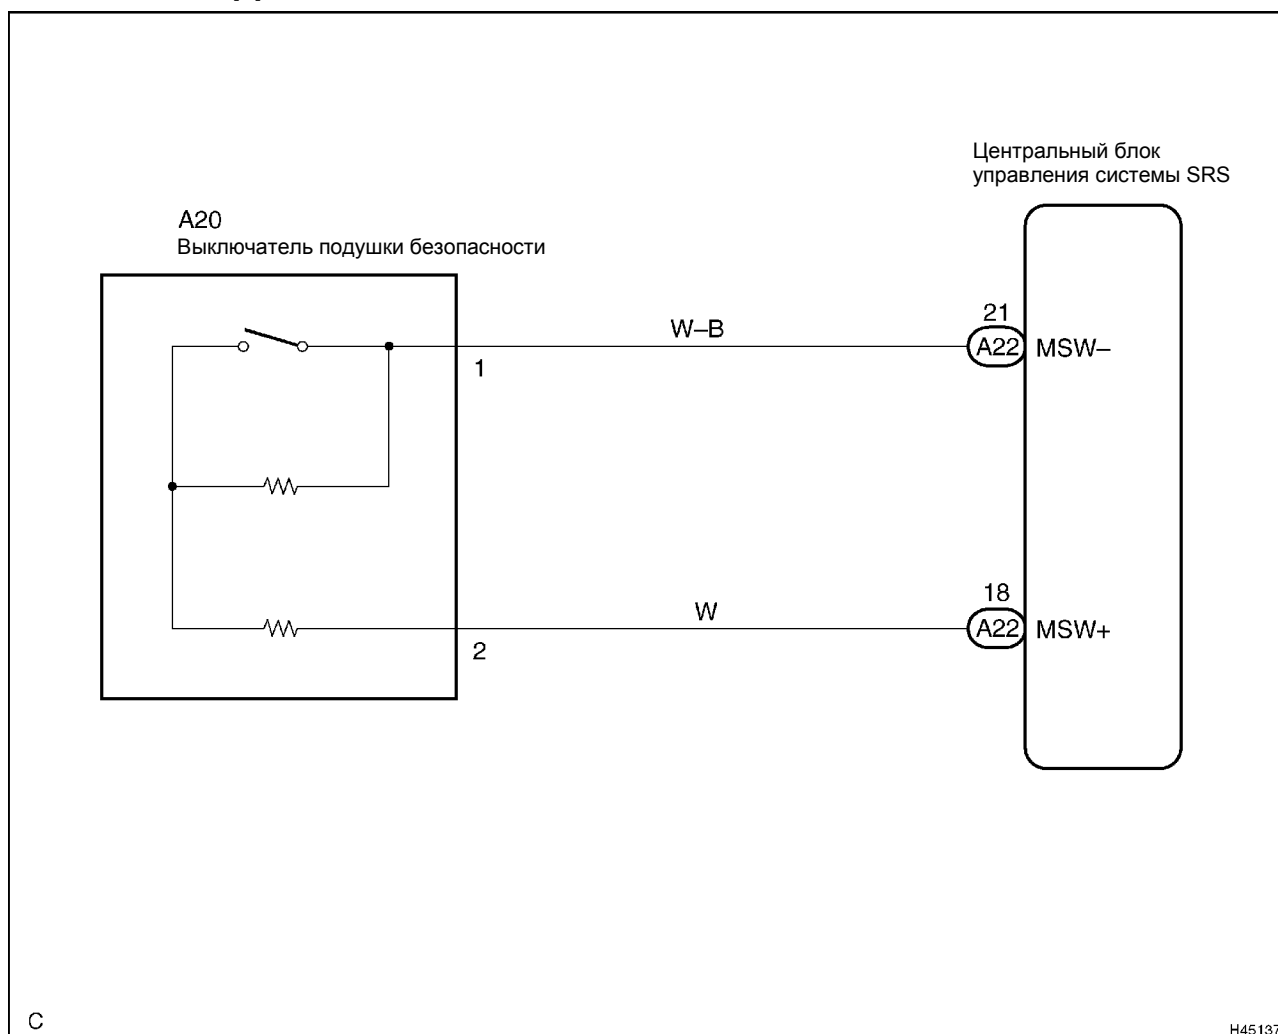 Центральный блок
управления системы SRS
A20
Выключатель подушки безопасности
21
W–B
A22
MSW–
1
18
W
A22
MSW+
2
C
H45137